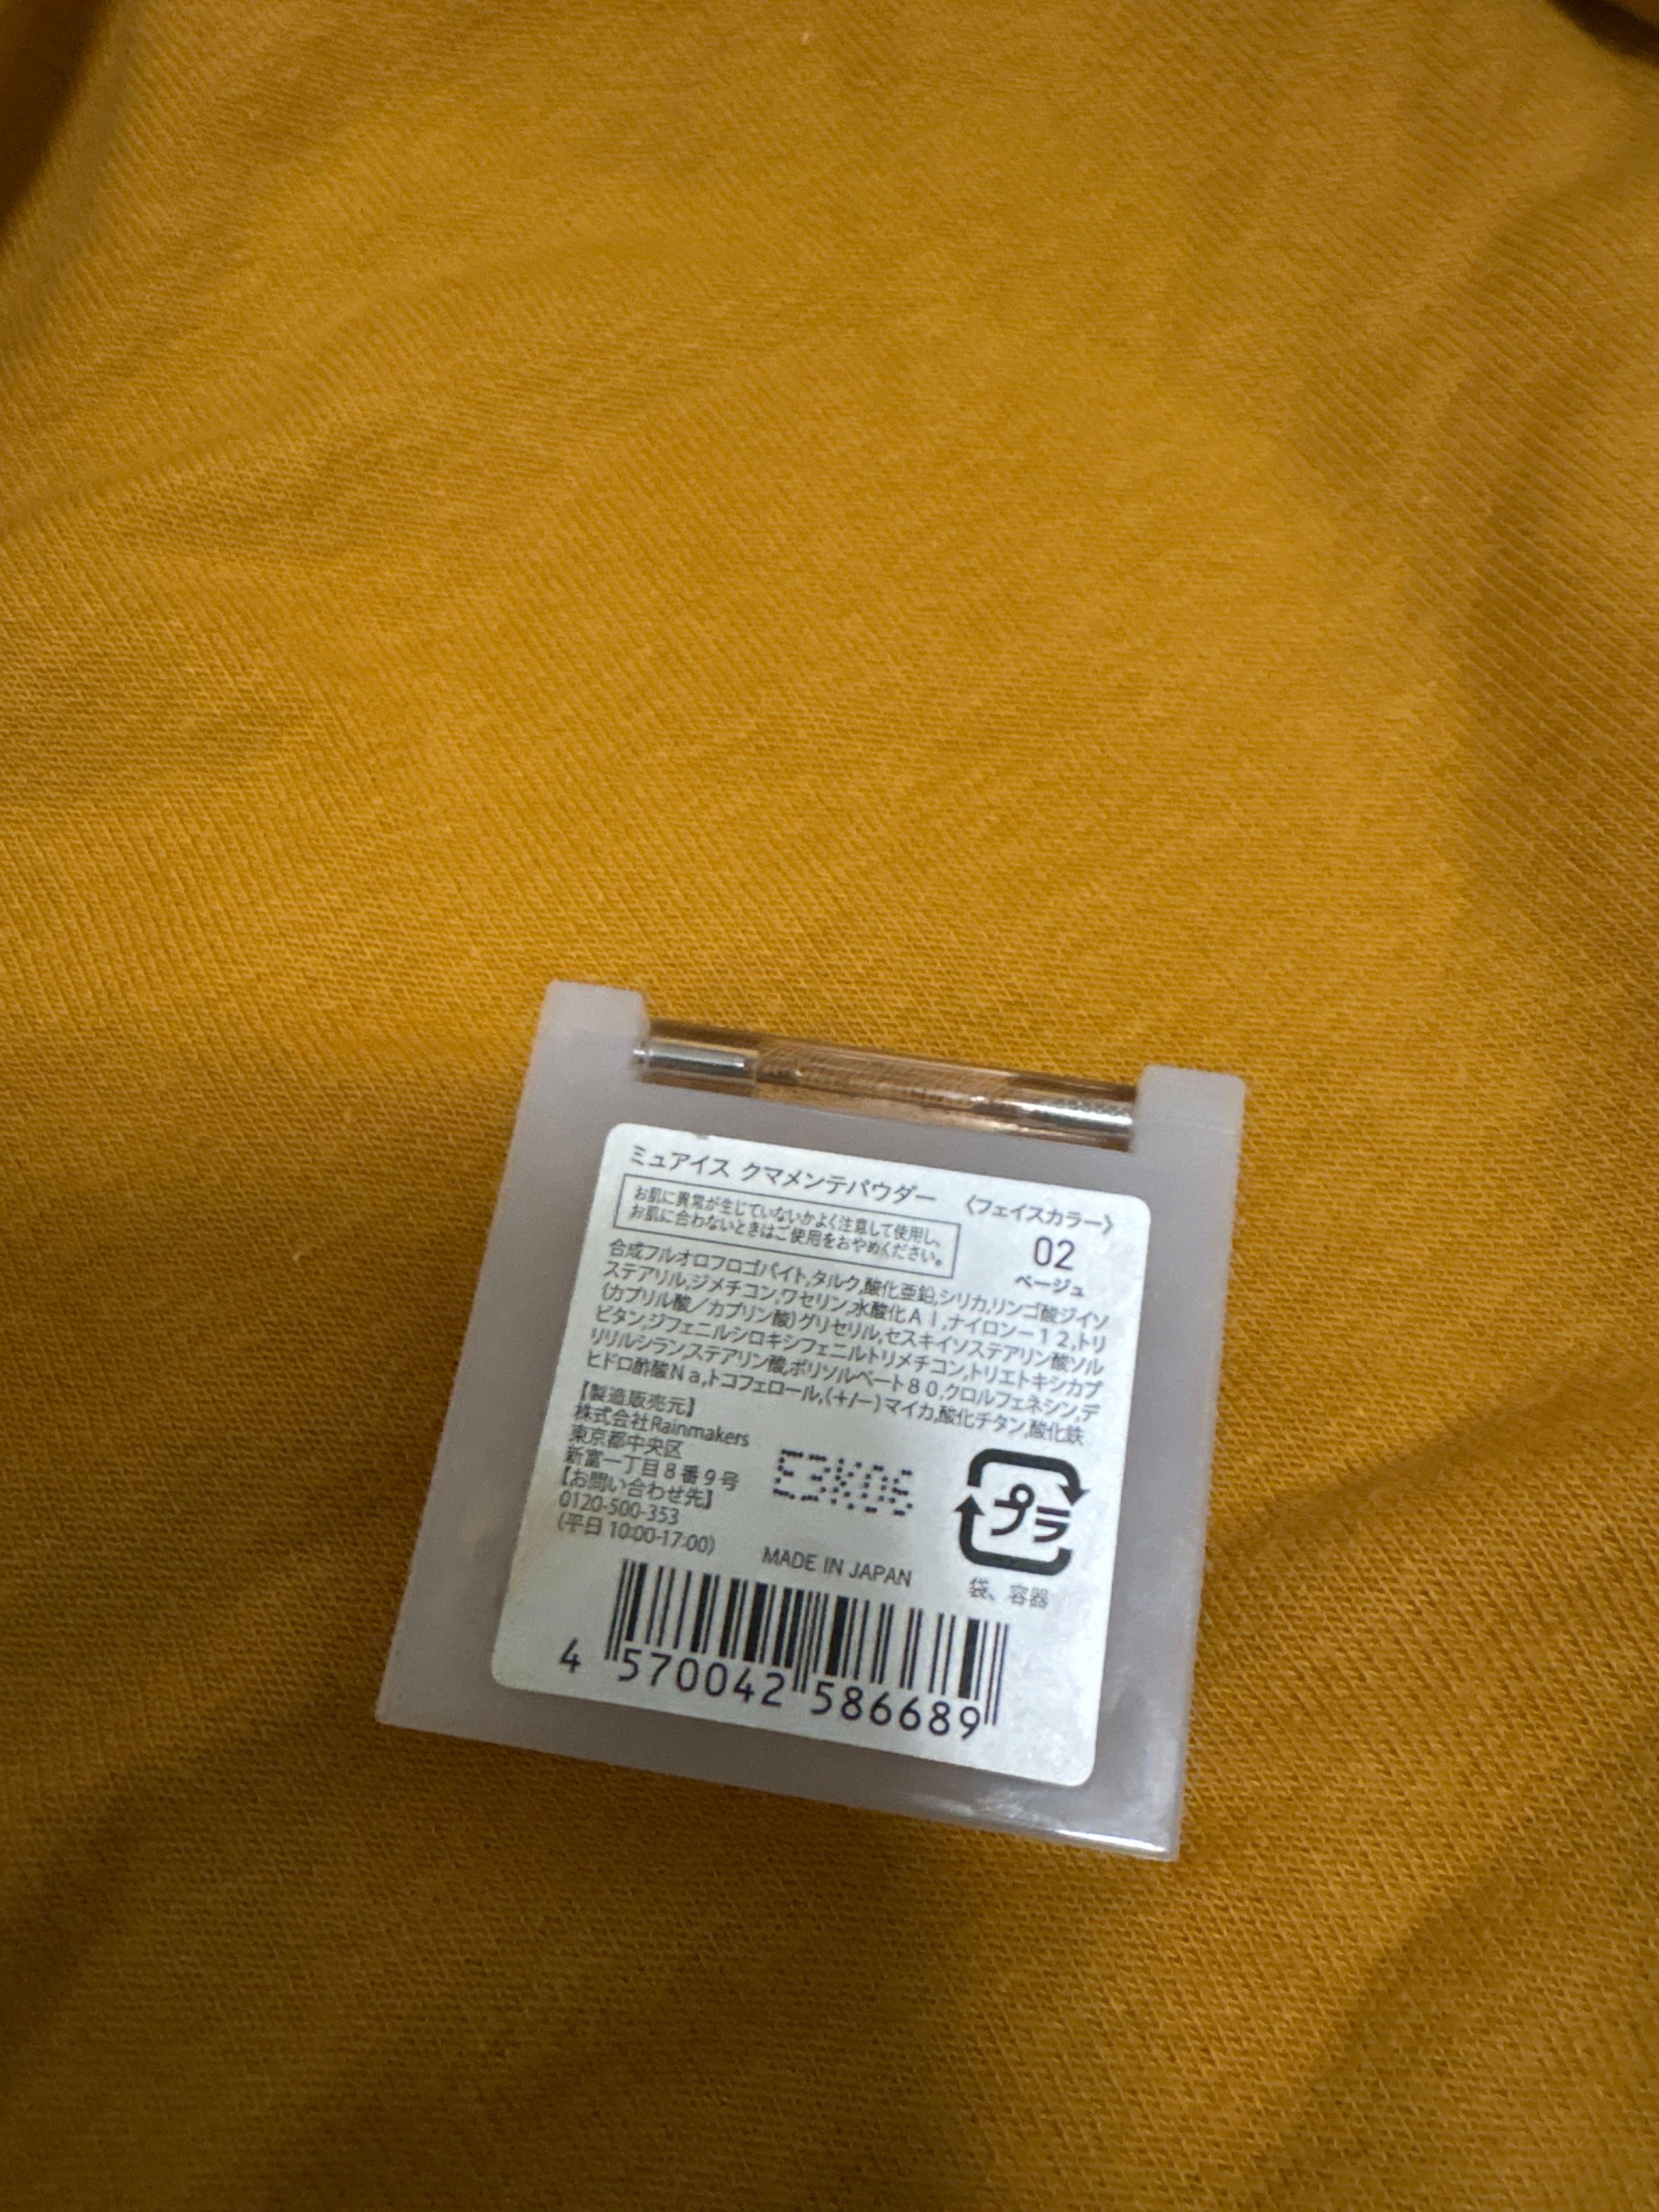 ミュアイス クマメンテパウダー 〈フェイスカラー〉
お肌に異常が生じていないかよく注意して使用し、
お肌に合わないときはご使用をおやめください。
02
ベージュ
合成フルオロフロゴパイト,タルク,酸化亜鉛,シリカ,リンゴ酸ジイソ
ステアリル,ジメチコン,ワセリン,水酸化Ａｌ,ナイロン－１２,トリ
(カプリル酸／カプリン酸)グリセリル,セスキイソステアリン酸ソル
ビタン,ジフェニルシロキシフェニルトリメチコン,トリエトキシカプ
リリルシラン,ステアリン酸,ポリソルベート８０,クロルフェネシン,デ
ヒドロ酢酸Ｎａ,トコフェロール,(+/−)マイカ,酸化チタン,酸化鉄
【製造販売元】
株式会社Rainmakers
東京都中央区
新富一丁目８番９号
【お問い合わせ先】
0120-500-353
(平日 10:00-17:00)
E3K06
MADE IN JAPAN
プラ
袋、容器
4 570042 586689